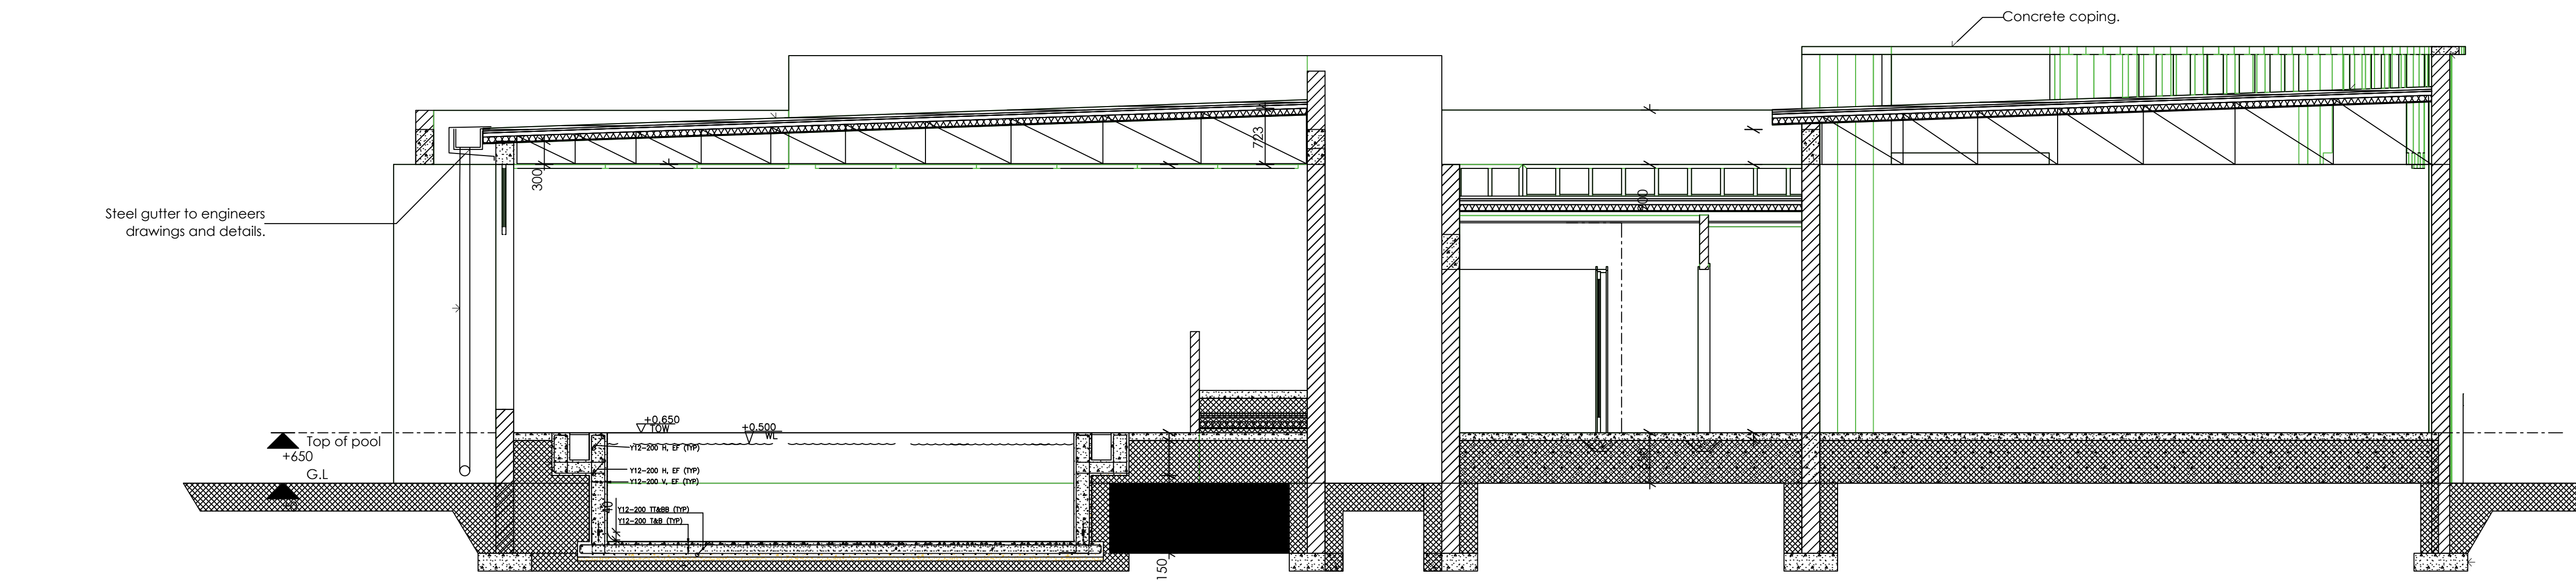 Concrete coping.
723
300
Steel gutter to engineers
drawings and details.
+0.650
TOW
+0.500
WL
Top of pool
+650
G.L
Y12-200 H, EF (TYP)
Y12-200 H, EF (TYP)
Y12-200 V, EF (TYP)
40
Y12-200 TT&BB (TYP)
Y12-200 T&B (TYP)
150